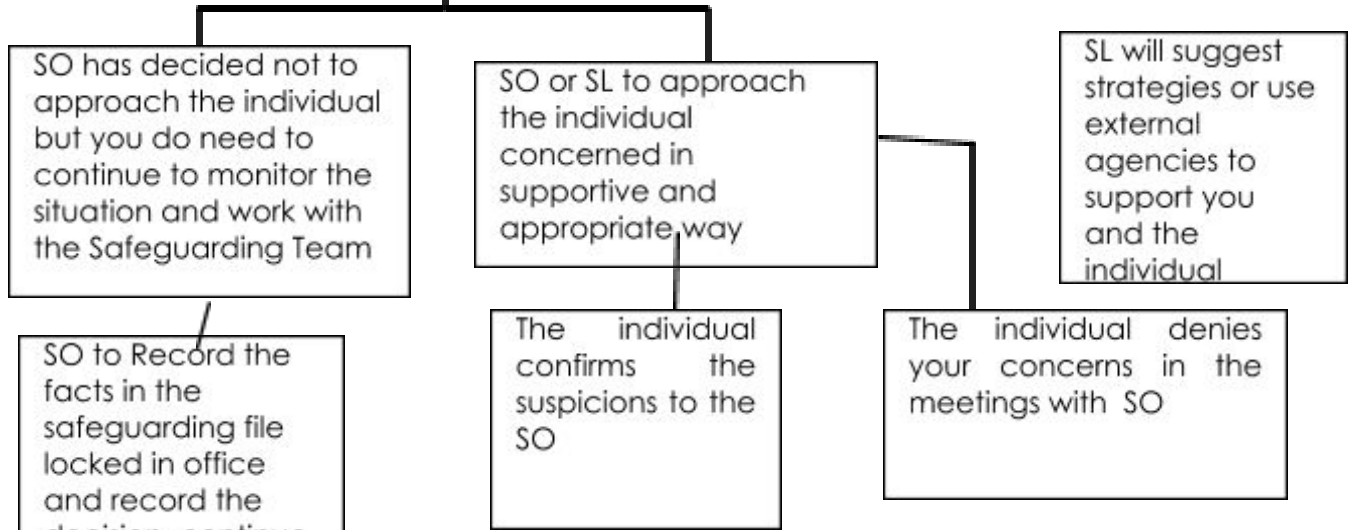 SO has decided not to
approach the individual
but you do need to
continue to monitor the
situation and work with
the Safeguarding Team
SO or SL to approach
the individual
concerned in
supportive and
appropriate way
SL will suggest
strategies or use
external
agencies to
support you
and the
individual
SO to Record the
facts in the
safeguarding file
locked in office
and record the
The individual
confirms the
suspicions to the
SO
The individual denies
your concerns in the
meetings with SO